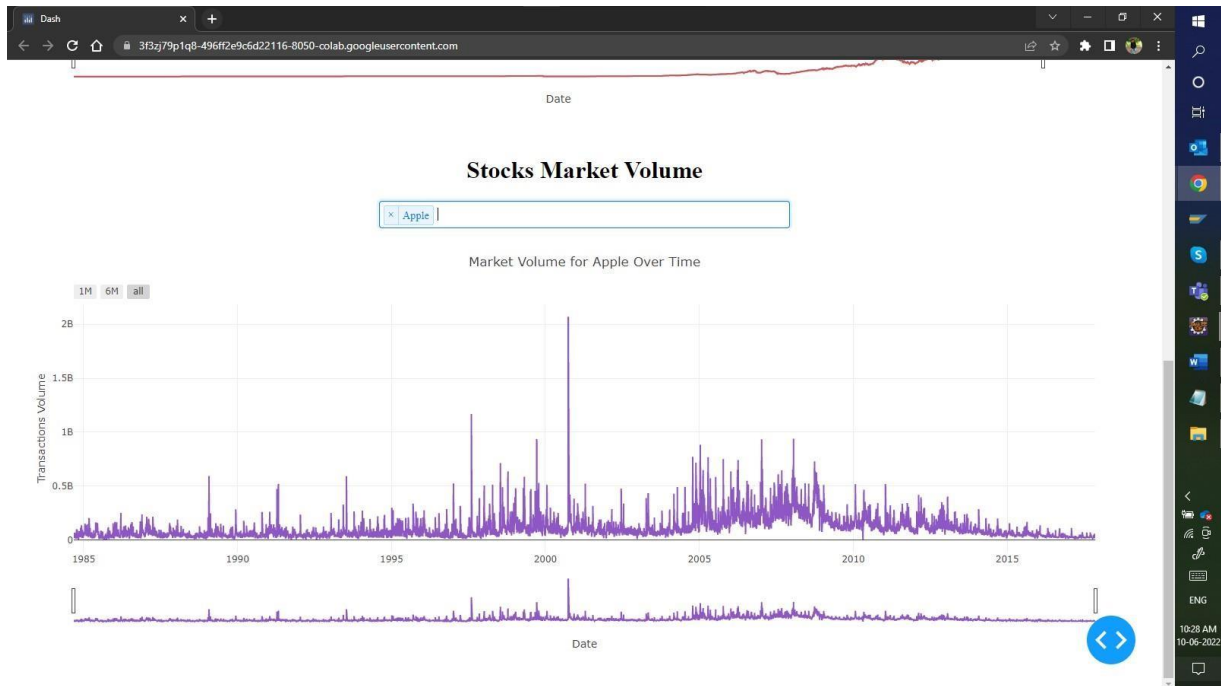 Dash
3f3zj79p1q8-496ff2e9c6d22116-8050-colab.googleusercontent.com
Date
Stocks Market Volume
× Apple
Market Volume for Apple Over Time
1M 6M all
2B
1.5B
1B
0.5B
0
Transactions Volume
1985 1990 1995 2000 2005 2010 2015
Date
ENG
10:28 AM
10-06-2022